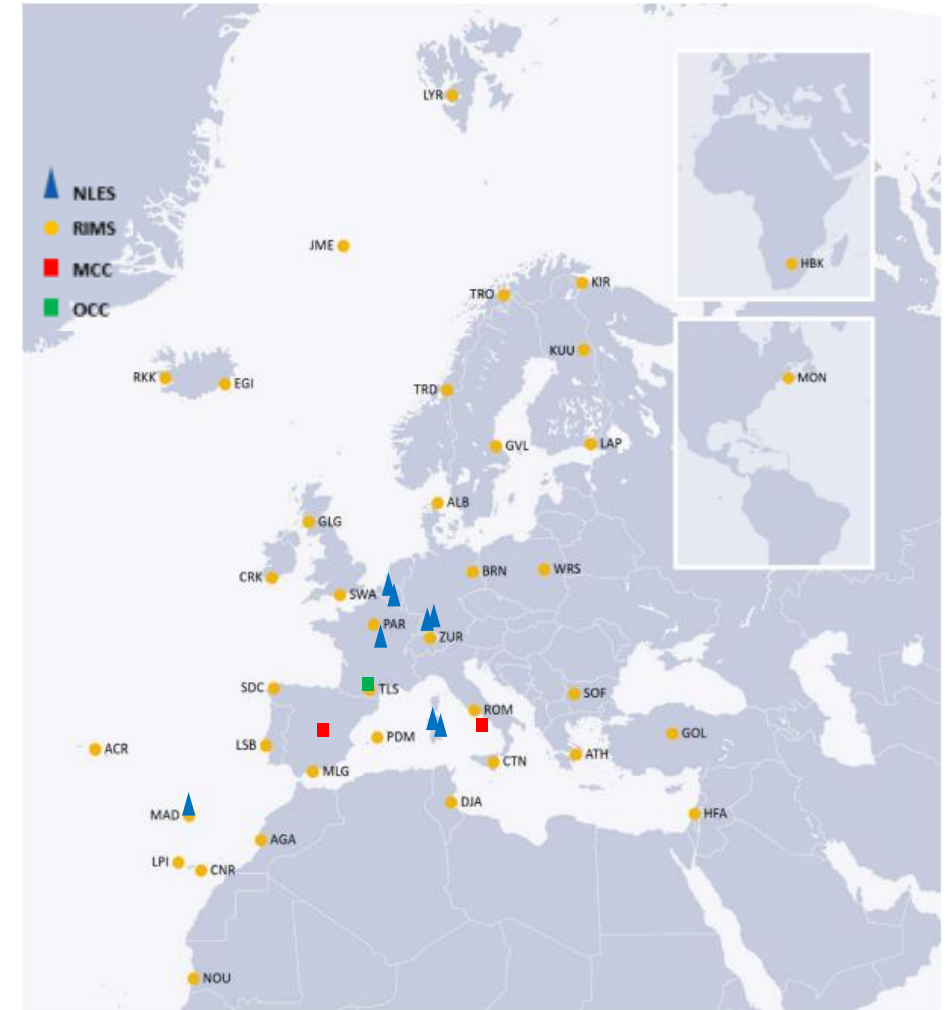 LYR
NLES
RIMS
MCC
OCC
HBK
JME
KIR
TRO
KUU
MON
RKK
EGI
TRD
GVL
LAP
ALB
GLG
CRK
BRN
WRS
SWA
PAR
ZUR
SDC
TLS
SOF
ROM
GOL
LSB
PDM
ACR
ATH
CTN
MLG
DJA
MAD
HFA
AGA
LPI
CNR
NOU